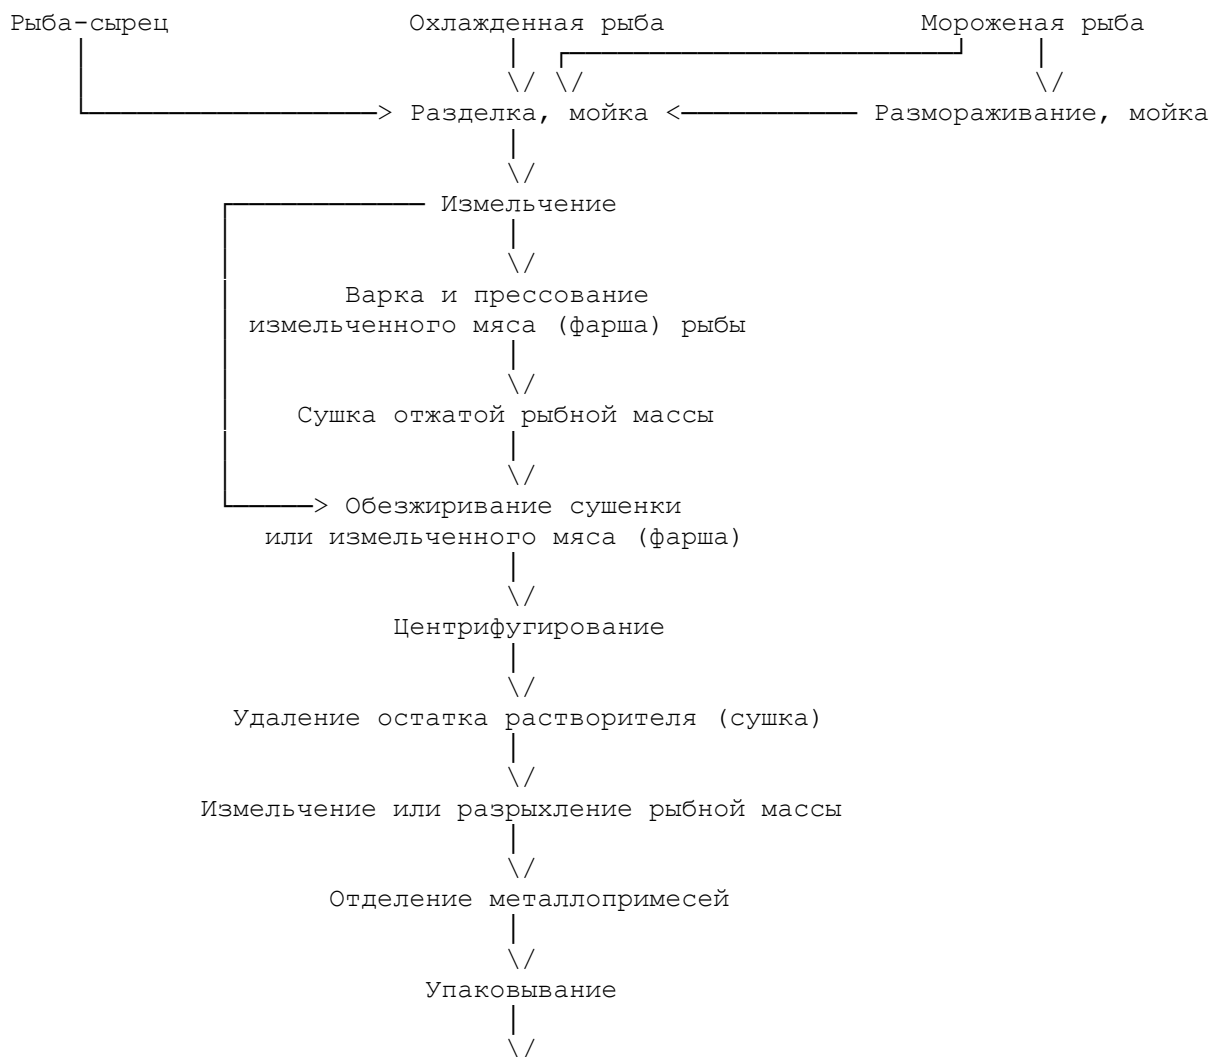 Рыба-сырец Охлажденная рыба Мороженая рыба
Разделка, мойка Размораживание, мойка
Измельчение
Варка и прессование
измельченного мяса (фарша) рыбы
Сушка отжатой рыбной массы
Обезжиривание сушенки
или измельченного мяса (фарша)
Центрифугирование
Удаление остатка растворителя (сушка)
Измельчение или разрыхление рыбной массы
Отделение металлопримесей
Упаковывание